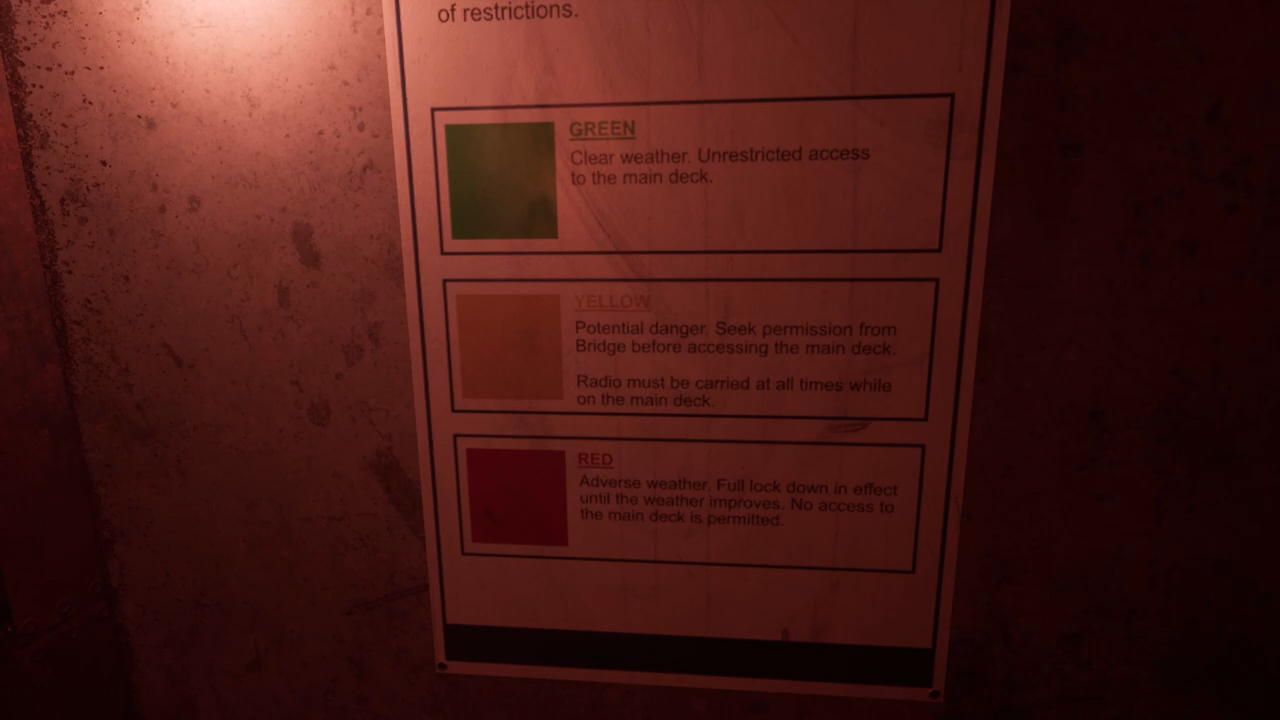 of restrictions.
GREEN
Clear weather. Unrestricted access
to the main deck.
YELLOW
Potential danger. Seek permission from
Bridge before accessing the main deck.
Radio must be carried at all times while
on the main deck.
RED
Adverse weather. Full lock down in effect
until the weather improves. No access to
the main deck is permitted.